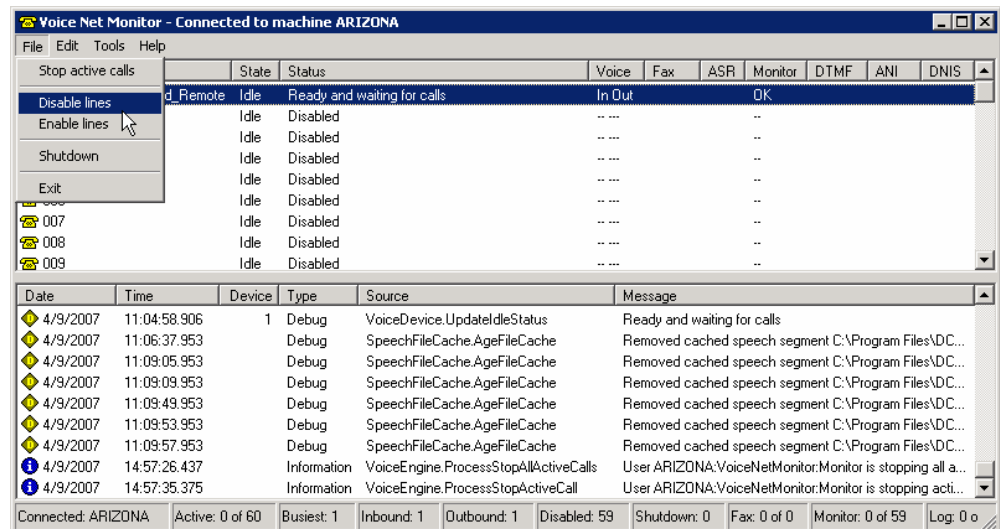 Voice Net Monitor - Connected to machine ARIZONA
File Edit Tools Help
State Status Voice Fax ASR Monitor DTMF ANI DNIS
Stop active calls
Disable lines
Enable lines
Shutdown
Exit
d_Remote Idle Ready and waiting for calls In Out OK
Idle Disabled -- --- --
Idle Disabled -- --- --
Idle Disabled -- --- --
Idle Disabled -- --- --
Idle Disabled -- --- --
007 Idle Disabled -- --- --
008 Idle Disabled -- --- --
009 Idle Disabled -- --- --
Date Time Device Type Source Message
4/9/2007 11:04:58.906 1 Debug VoiceDevice.UpdateIdleStatus Ready and waiting for calls
4/9/2007 11:06:37.953 Debug SpeechFileCache.AgeFileCache Removed cached speech segment C:\Program Files\DC...
4/9/2007 11:09:05.953 Debug SpeechFileCache.AgeFileCache Removed cached speech segment C:\Program Files\DC...
4/9/2007 11:09:09.953 Debug SpeechFileCache.AgeFileCache Removed cached speech segment C:\Program Files\DC...
4/9/2007 11:09:49.953 Debug SpeechFileCache.AgeFileCache Removed cached speech segment C:\Program Files\DC...
4/9/2007 11:09:53.953 Debug SpeechFileCache.AgeFileCache Removed cached speech segment C:\Program Files\DC...
4/9/2007 11:09:57.953 Debug SpeechFileCache.AgeFileCache Removed cached speech segment C:\Program Files\DC...
4/9/2007 14:57:26.437 Information VoiceEngine.ProcessStopAllActiveCalls User ARIZONA:VoiceNetMonitor:Monitor is stopping all a...
4/9/2007 14:57:35.375 Information VoiceEngine.ProcessStopActiveCall User ARIZONA:VoiceNetMonitor:Monitor is stopping acti...
Connected: ARIZONA Active: 0 of 60 Busiest: 1 Inbound: 1 Outbound: 1 Disabled: 59 Shutdown: 0 Fax: 0 of 0 Monitor: 0 of 59 Log: 0 o